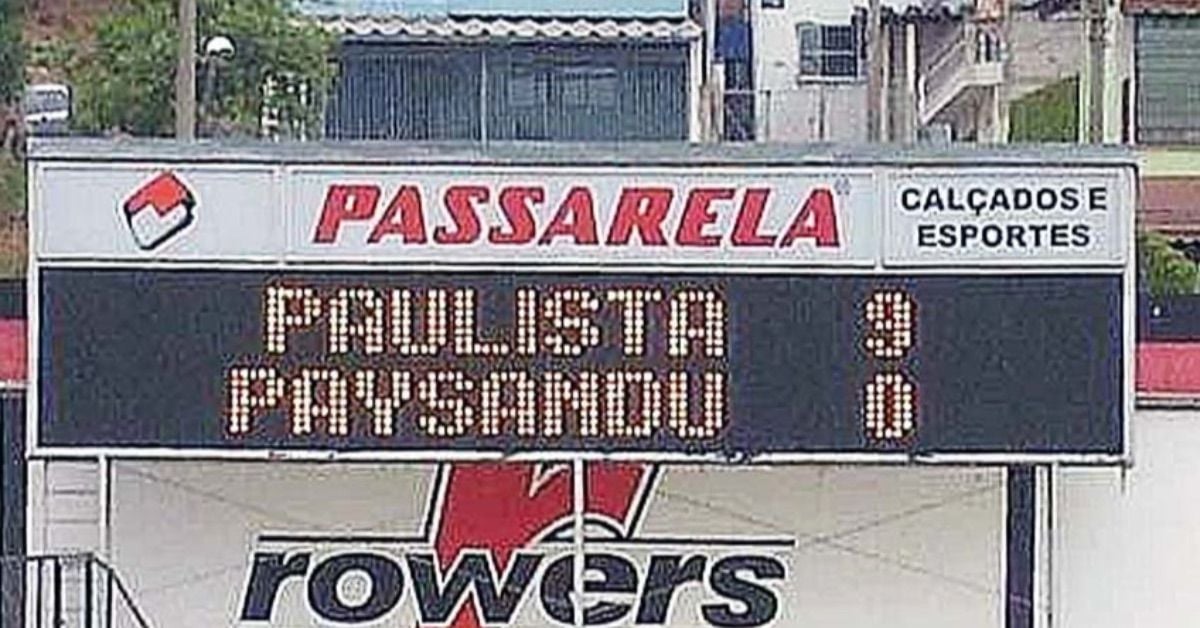 PASSARELA
CALÇADOS E
ESPORTES
PAULISTA 9
PAYSANDU 0
rowers